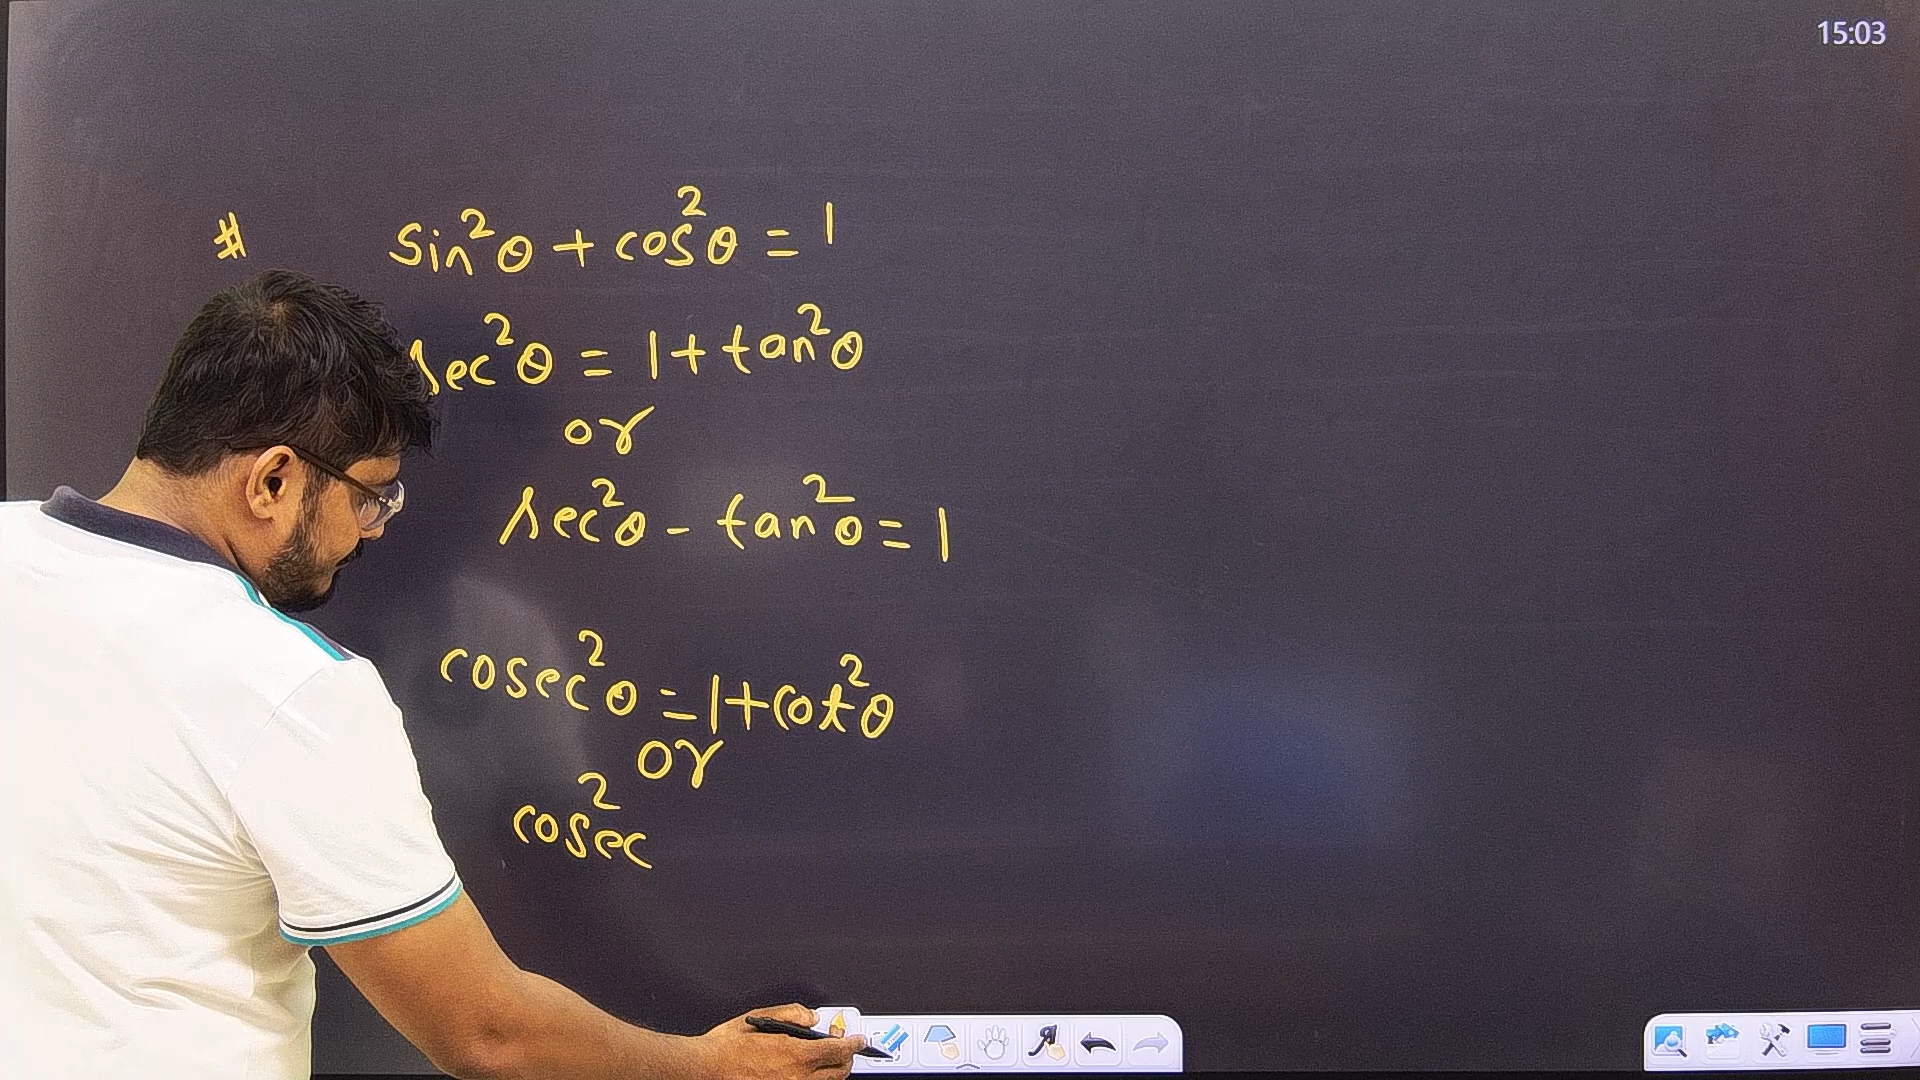 15:03
# sin²θ + cos²θ = 1
sec²θ = 1 + tan²θ
or
sec²θ - tan²θ = 1
cosec²θ = 1 + cot²θ
or
cosec²